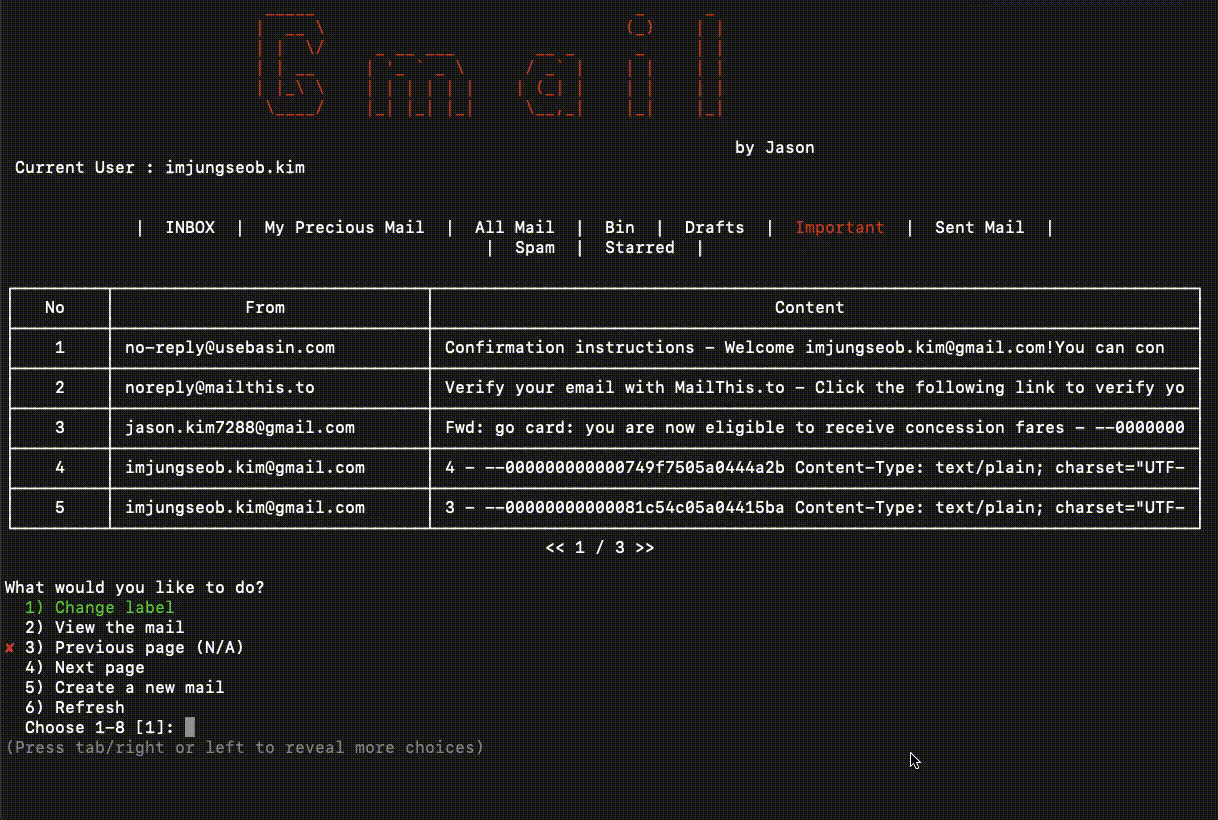 Gmail
by Jason
Current User : imjungseob.kim
| INBOX | My Precious Mail | All Mail | Bin | Drafts | Important | Sent Mail |
| Spam | Starred |
No From Content
1 no-reply@usebasin.com Confirmation instructions - Welcome imjungseob.kim@gmail.com!You can con
2 noreply@mailthis.to Verify your email with MailThis.to - Click the following link to verify yo
3 jason.kim7288@gmail.com Fwd: go card: you are now eligible to receive concession fares - --0000000
4 imjungseob.kim@gmail.com 4 - --000000000000749f7505a0444a2b Content-Type: text/plain; charset="UTF-
5 imjungseob.kim@gmail.com 3 - --00000000000081c54c05a04415ba Content-Type: text/plain; charset="UTF-
<< 1 / 3 >>
What would you like to do?
1) Change label
2) View the mail
✘ 3) Previous page (N/A)
4) Next page
5) Create a new mail
6) Refresh
Choose 1-8 [1]:
(Press tab/right or left to reveal more choices)